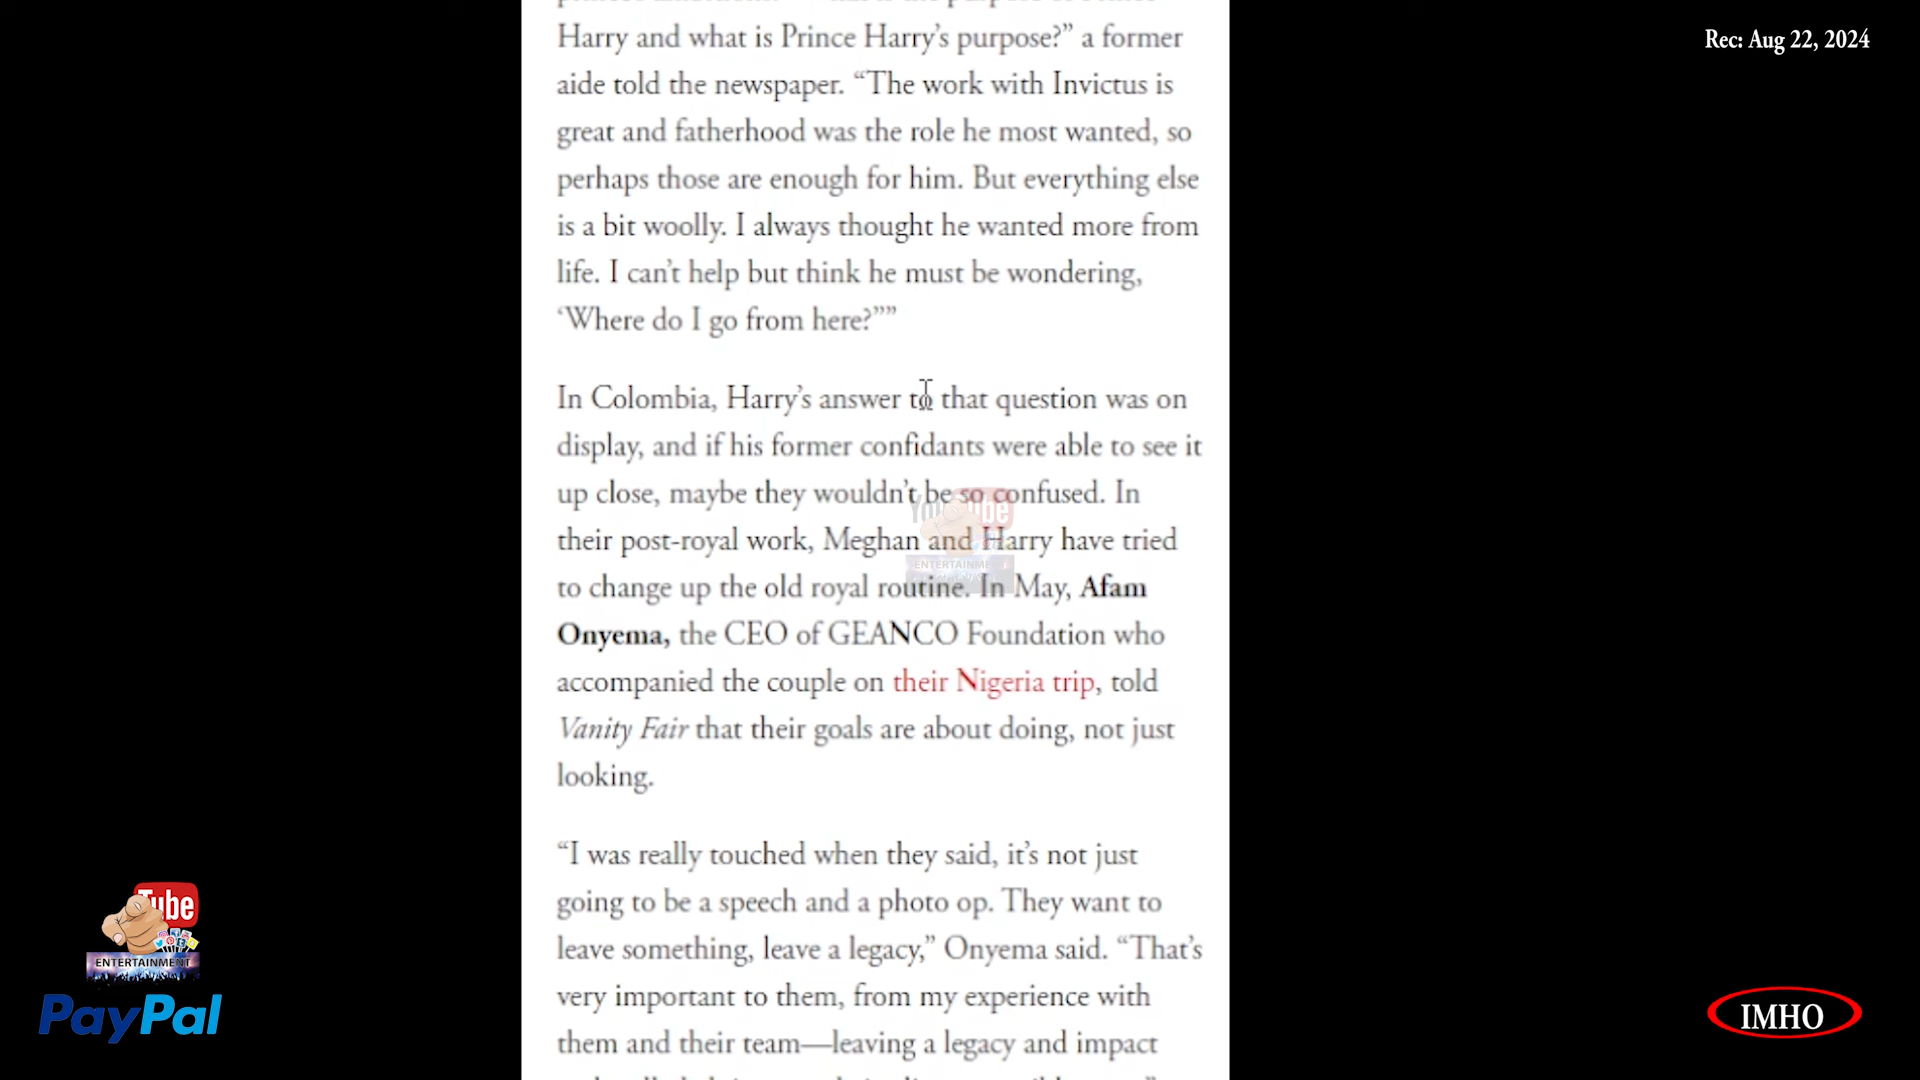 Harry and what is Prince Harry’s purpose?” a former
aide told the newspaper. “The work with Invictus is
great and fatherhood was the role he most wanted, so
perhaps those are enough for him. But everything else
is a bit woolly. I always thought he wanted more from
life. I can’t help but think he must be wondering,
‘Where do I go from here?’””
In Colombia, Harry’s answer to that question was on
display, and if his former confidants were able to see it
up close, maybe they wouldn’t be so confused. In
their post-royal work, Meghan and Harry have tried
to change up the old royal routine. In May, Afam
Onyema, the CEO of GEANCO Foundation who
accompanied the couple on their Nigeria trip, told
Vanity Fair that their goals are about doing, not just
looking.
“I was really touched when they said, it’s not just
going to be a speech and a photo op. They want to
leave something, leave a legacy,” Onyema said. “That’s
very important to them, from my experience with
them and their team—leaving a legacy and impact
Rec: Aug 22, 2024
YouTube
ENTERTAINMENT
Tube
ENTERTAINMENT
PayPal
IMHO